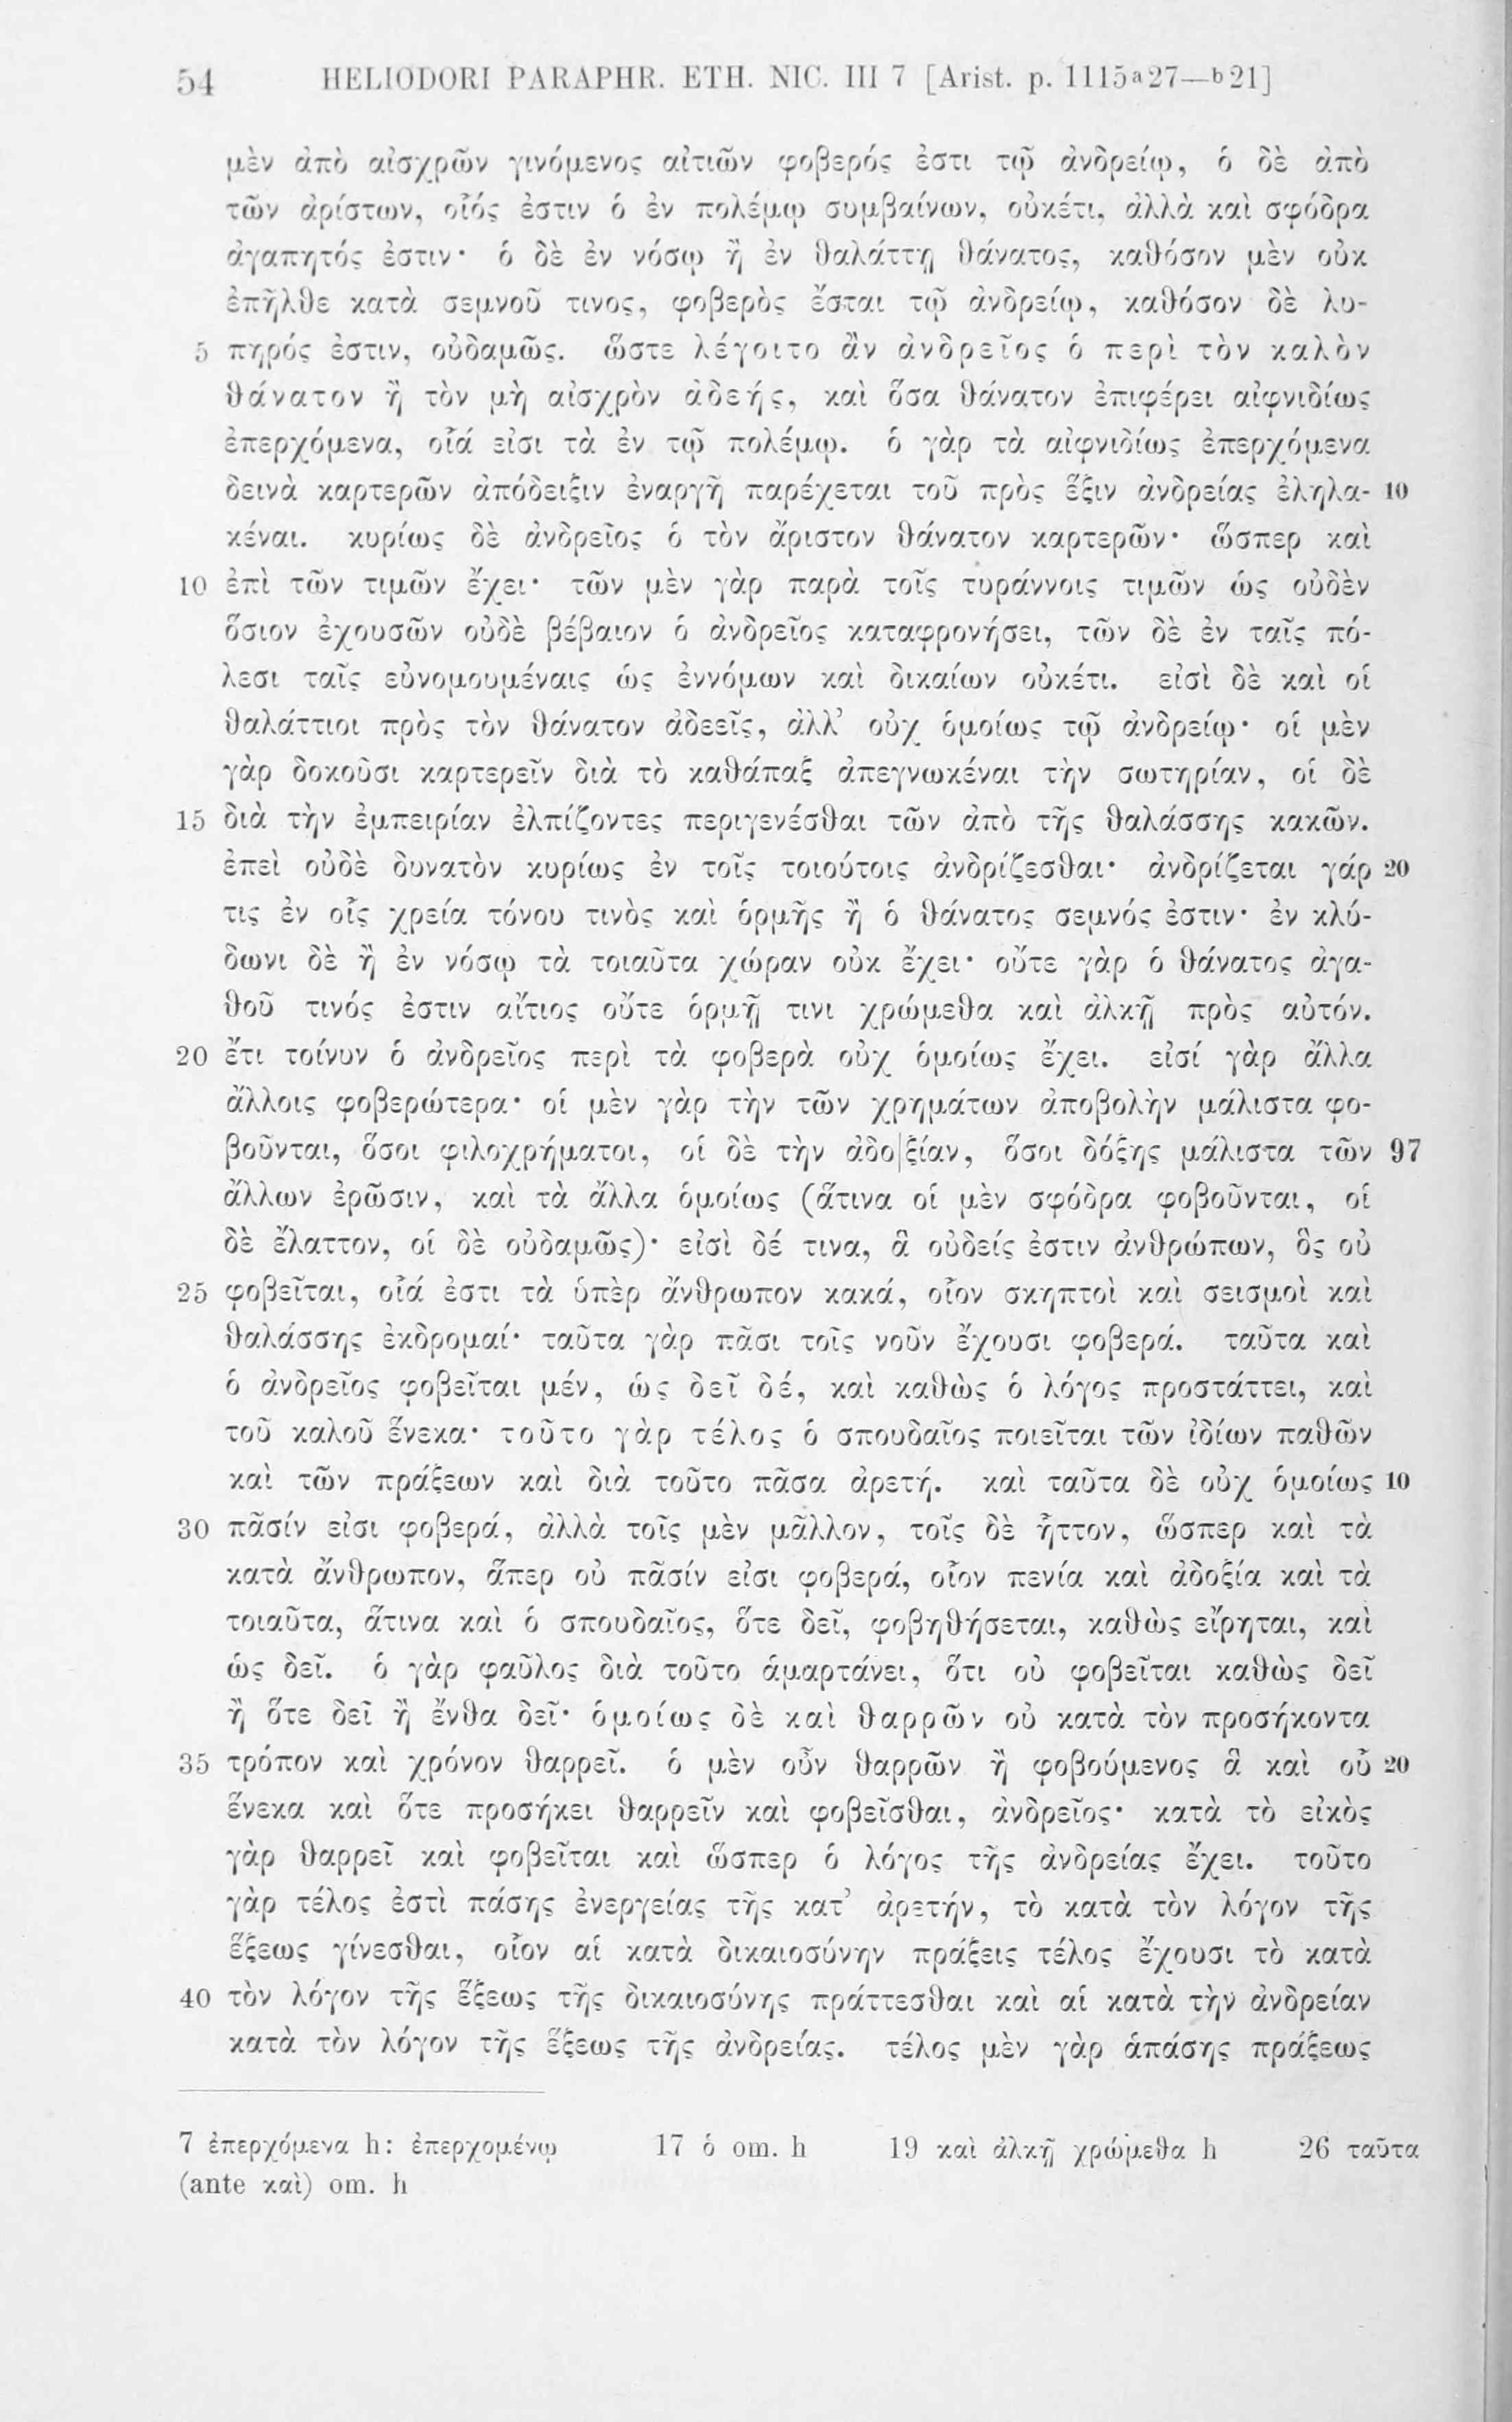 54 HELIODORI PARAPHR. ETH. NIC. III 7 [Arist. p. 1115a27—b21]
μὲν ἀπὸ αἰσχρῶν γινόμενος αἰτιῶν φοβερός ἐστι τῷ ἀνδρείῳ, ὁ δὲ ἀπὸ
τῶν ἀρίστων, οἷός ἐστιν ὁ ἐν πολέμῳ συμβαίνων, οὐκέτι, ἀλλὰ καὶ σφόδρα
ἀγαπητός ἐστιν· ὁ δὲ ἐν νόσῳ ἢ ἐν θαλάττῃ θάνατος, καθόσον μὲν οὐκ
ἐπῆλθε κατὰ σεμνοῦ τινος, φοβερὸς ἔσται τῷ ἀνδρείῳ, καθόσον δὲ λυ-
5 πηρός ἐστιν, οὐδαμῶς. ὥστε λέγοιτο ἂν ἀνδρεῖος ὁ περὶ τὸν καλὸν
θάνατον ἢ τὸν μὴ αἰσχρὸν ἀδεής, καὶ ὅσα θάνατον ἐπιφέρει αἰφνιδίως
ἐπερχόμενα, οἷά εἰσι τὰ ἐν τῷ πολέμῳ. ὁ γὰρ τὰ αἰφνιδίως ἐπερχόμενα
δεινὰ καρτερῶν ἀπόδειξιν ἐναργῆ παρέχεται τοῦ πρὸς ἕξιν ἀνδρείας ἐληλα- 10
κέναι. κυρίως δὲ ἀνδρεῖος ὁ τὸν ἄριστον θάνατον καρτερῶν· ὥσπερ καὶ
10 ἐπὶ τῶν τιμῶν ἔχει· τῶν μὲν γὰρ παρὰ τοῖς τυράννοις τιμῶν ὡς οὐδὲν
ὅσιον ἐχουσῶν οὐδὲ βέβαιον ὁ ἀνδρεῖος καταφρονήσει, τῶν δὲ ἐν ταῖς πό-
λεσι ταῖς εὐνομουμέναις ὡς ἐννόμων καὶ δικαίων οὐκέτι. εἰσὶ δὲ καὶ οἱ
θαλάττιοι πρὸς τὸν θάνατον ἀδεεῖς, ἀλλ’ οὐχ ὁμοίως τῷ ἀνδρείῳ· οἱ μὲν
γὰρ δοκοῦσι καρτερεῖν διὰ τὸ καθάπαξ ἀπεγνωκέναι τὴν σωτηρίαν, οἱ δὲ
15 διὰ τὴν ἐμπειρίαν ἐλπίζοντες περιγενέσθαι τῶν ἀπὸ τῆς θαλάσσης κακῶν.
ἐπεὶ οὐδὲ δυνατὸν κυρίως ἐν τοῖς τοιούτοις ἀνδρίζεσθαι· ἀνδρίζεται γάρ 20
τις ἐν οἷς χρεία τόνου τινὸς καὶ ὁρμῆς ἢ ὁ θάνατος σεμνός ἐστιν· ἐν κλύ-
δωνι δὲ ἢ ἐν νόσῳ τὰ τοιαῦτα χώραν οὐκ ἔχει· οὔτε γὰρ ὁ θάνατος ἀγα-
θοῦ τινός ἐστιν αἴτιος οὔτε ὁρμῇ τινι χρώμεθα καὶ ἀλκῇ πρὸς αὐτόν.
20 ἔτι τοίνυν ὁ ἀνδρεῖος περὶ τὰ φοβερὰ οὐχ ὁμοίως ἔχει. εἰσί γὰρ ἄλλα
ἄλλοις φοβερώτερα· οἱ μὲν γὰρ τὴν τῶν χρημάτων ἀποβολὴν μάλιστα φο-
βοῦνται, ὅσοι φιλοχρήματοι, οἱ δὲ τὴν ἀδο|ξίαν, ὅσοι δόξης μάλιστα τῶν 97
ἄλλων ἐρῶσιν, καὶ τὰ ἄλλα ὁμοίως (ἅτινα οἱ μὲν σφόδρα φοβοῦνται, οἱ
δὲ ἔλαττον, οἱ δὲ οὐδαμῶς)· εἰσὶ δέ τινα, ἃ οὐδείς ἐστιν ἀνθρώπων, ὃς οὐ
25 φοβεῖται, οἷά ἐστι τὰ ὑπὲρ ἄνθρωπον κακά, οἷον σκηπτοὶ καὶ σεισμοὶ καὶ
θαλάσσης ἐκδρομαί· ταῦτα γὰρ πᾶσι τοῖς νοῦν ἔχουσι φοβερά. ταῦτα καὶ
ὁ ἀνδρεῖος φοβεῖται μέν, ὡς δεῖ δέ, καὶ καθὼς ὁ λόγος προστάττει, καὶ
τοῦ καλοῦ ἕνεκα· τοῦτο γὰρ τέλος ὁ σπουδαῖος ποιεῖται τῶν ἰδίων παθῶν
καὶ τῶν πράξεων καὶ διὰ τοῦτο πᾶσα ἀρετή. καὶ ταῦτα δὲ οὐχ ὁμοίως 10
30 πᾶσίν εἰσι φοβερά, ἀλλὰ τοῖς μὲν μᾶλλον, τοῖς δὲ ἧττον, ὥσπερ καὶ τὰ
κατὰ ἄνθρωπον, ἅπερ οὐ πᾶσίν εἰσι φοβερά, οἷον πενία καὶ ἀδοξία καὶ τὰ
τοιαῦτα, ἅτινα καὶ ὁ σπουδαῖος, ὅτε δεῖ, φοβηθήσεται, καθὼς εἴρηται, καὶ
ὡς δεῖ. ὁ γὰρ φαῦλος διὰ τοῦτο ἁμαρτάνει, ὅτι οὐ φοβεῖται καθὼς δεῖ
ἢ ὅτε δεῖ ἢ ἔνθα δεῖ· ὁμοίως δὲ καὶ θαρρῶν οὐ κατὰ τὸν προσήκοντα
35 τρόπον καὶ χρόνον θαρρεῖ. ὁ μὲν οὖν θαρρῶν ἢ φοβούμενος ἃ καὶ οὗ 20
ἕνεκα καὶ ὅτε προσήκει θαρρεῖν καὶ φοβεῖσθαι, ἀνδρεῖος· κατὰ τὸ εἰκὸς
γὰρ θαρρεῖ καὶ φοβεῖται καὶ ὥσπερ ὁ λόγος τῆς ἀνδρείας ἔχει. τοῦτο
γὰρ τέλος ἐστὶ πάσης ἐνεργείας τῆς κατ’ ἀρετήν, τὸ κατὰ τὸν λόγον τῆς
ἕξεως γίνεσθαι, οἷον αἱ κατὰ δικαιοσύνην πράξεις τέλος ἔχουσι τὸ κατὰ
40 τὸν λόγον τῆς ἕξεως τῆς δικαιοσύνης πράττεσθαι καὶ αἱ κατὰ τὴν ἀνδρείαν
κατὰ τὸν λόγον τῆς ἕξεως τῆς ἀνδρείας. τέλος μὲν γὰρ ἁπάσης πράξεως
7 ἐπερχόμενα h: ἐπερχομένῳ 17 ὁ om. h 19 καὶ ἀλκῇ χρώμεθα h 26 ταῦτα
(ante καὶ) om. h